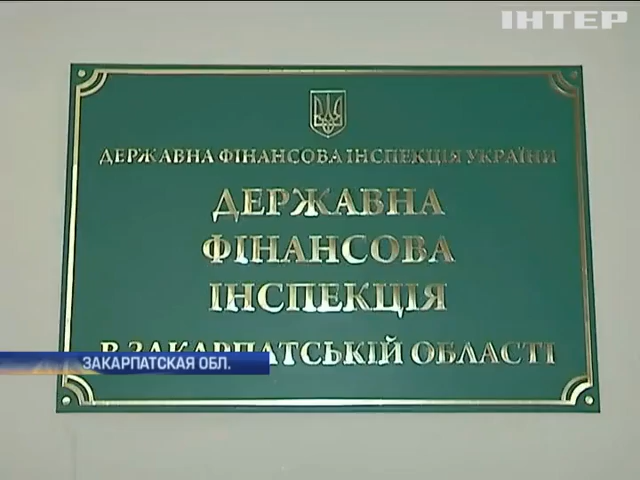 ІНТЕР
ДЕРЖАВНА ФІНАНСОВА ІНСПЕКЦІЯ УКРАЇНИ
ДЕРЖАВНА
ФІНАНСОВА
ІНСПЕКЦІЯ
В ЗАКАРПАТСЬКІЙ ОБЛАСТІ
ЗАКАРПАТСКАЯ ОБЛ.